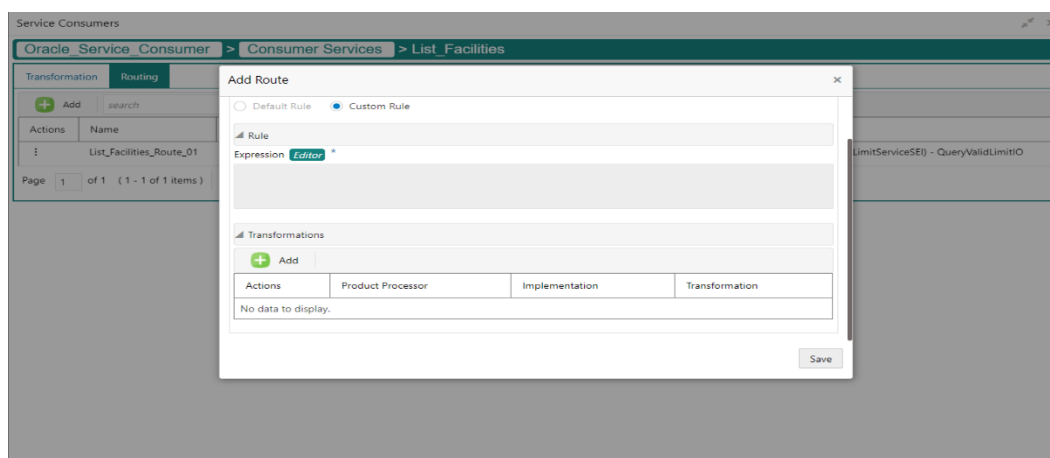 Service Consumers
Oracle_Service_Consumer > Consumer Services > List_Facilities
Transformation Routing
Add search
Actions Name
List_Facilities_Route_01 LimitServiceSEI) - QueryValidLimitIO
Page 1 of 1 ( 1 - 1 of 1 items )
Add Route
Default Rule Custom Rule
Rule
Expression Editor *
Transformations
Add
Actions Product Processor Implementation Transformation
No data to display.
Save